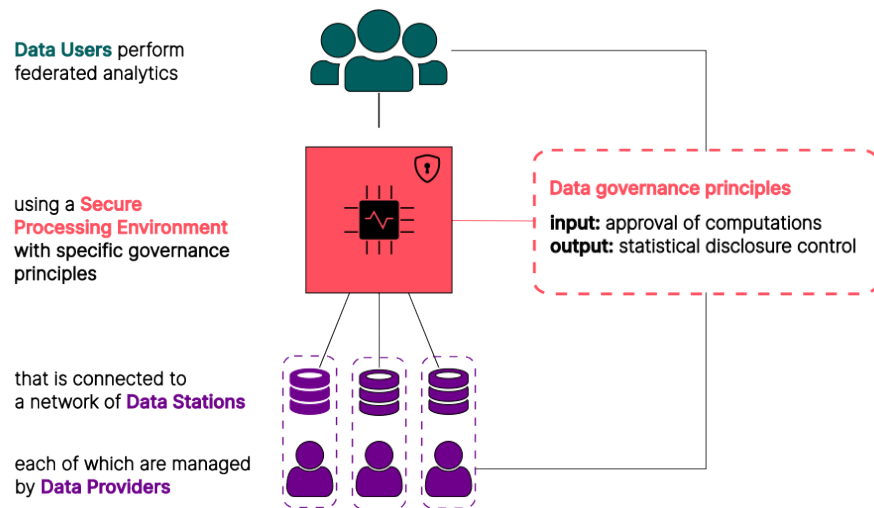 Data Users perform
federated analytics
using a Secure
Processing Environment
with specific governance
principles
Data governance principles
input: approval of computations
output: statistical disclosure control
that is connected to
a network of Data Stations
each of which are managed
by Data Providers